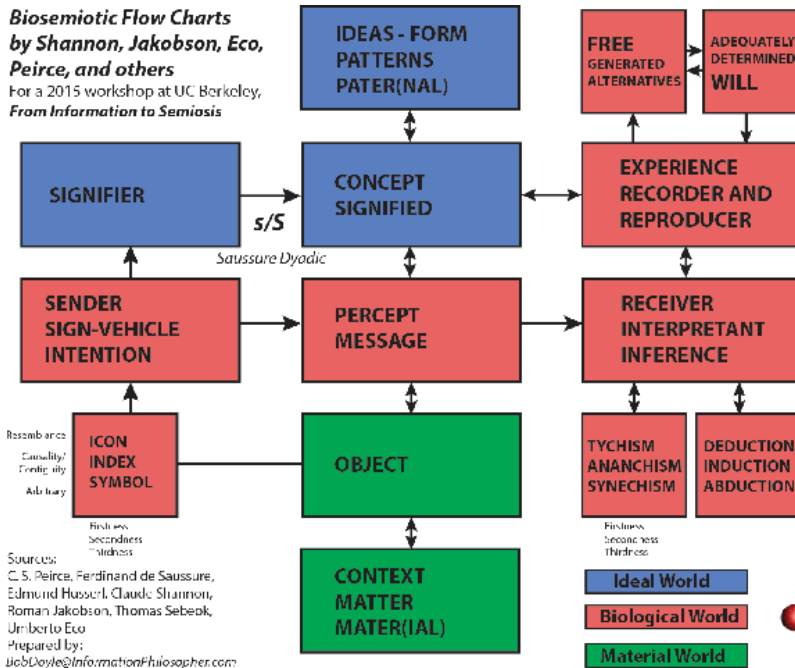 Biosemiotic Flow Charts
by Shannon, Jakobson, Eco,
Peirce, and others
For a 2015 workshop at UC Berkeley,
From Information to Semiosis
IDEAS - FORM
PATTERNS
PATER(NAL)
FREE
GENERATED
ALTERNATIVES
ADEQUATELY
DETERMINED
WILL
SIGNIFIER
s/S
Saussure Dyadic
CONCEPT
SIGNIFIED
EXPERIENCE
RECORDER AND
REPRODUCER
SENDER
SIGN-VEHICLE
INTENTION
PERCEPT
MESSAGE
RECEIVER
INTERPRETANT
INFERENCE
Resemblance
Causality/
Contiguity
Arbitrary
ICON
INDEX
SYMBOL
Firstness
Secondness
Thirdness
OBJECT
TYCHISM
ANANCHISM
SYNECHISM
Firstness
Secondness
Thirdness
DEDUCTION
INDUCTION
ABDUCTION
CONTEXT
MATTER
MATER(IAL)
Sources:
C. S. Peirce, Ferdinand de Saussure,
Edmund Husserl, Claude Shannon,
Roman Jakobson, Thomas Sebeok,
Umberto Eco
Prepared by:
BobDoyle@InformationPhilosopher.com
Ideal World
Biological World
Material World